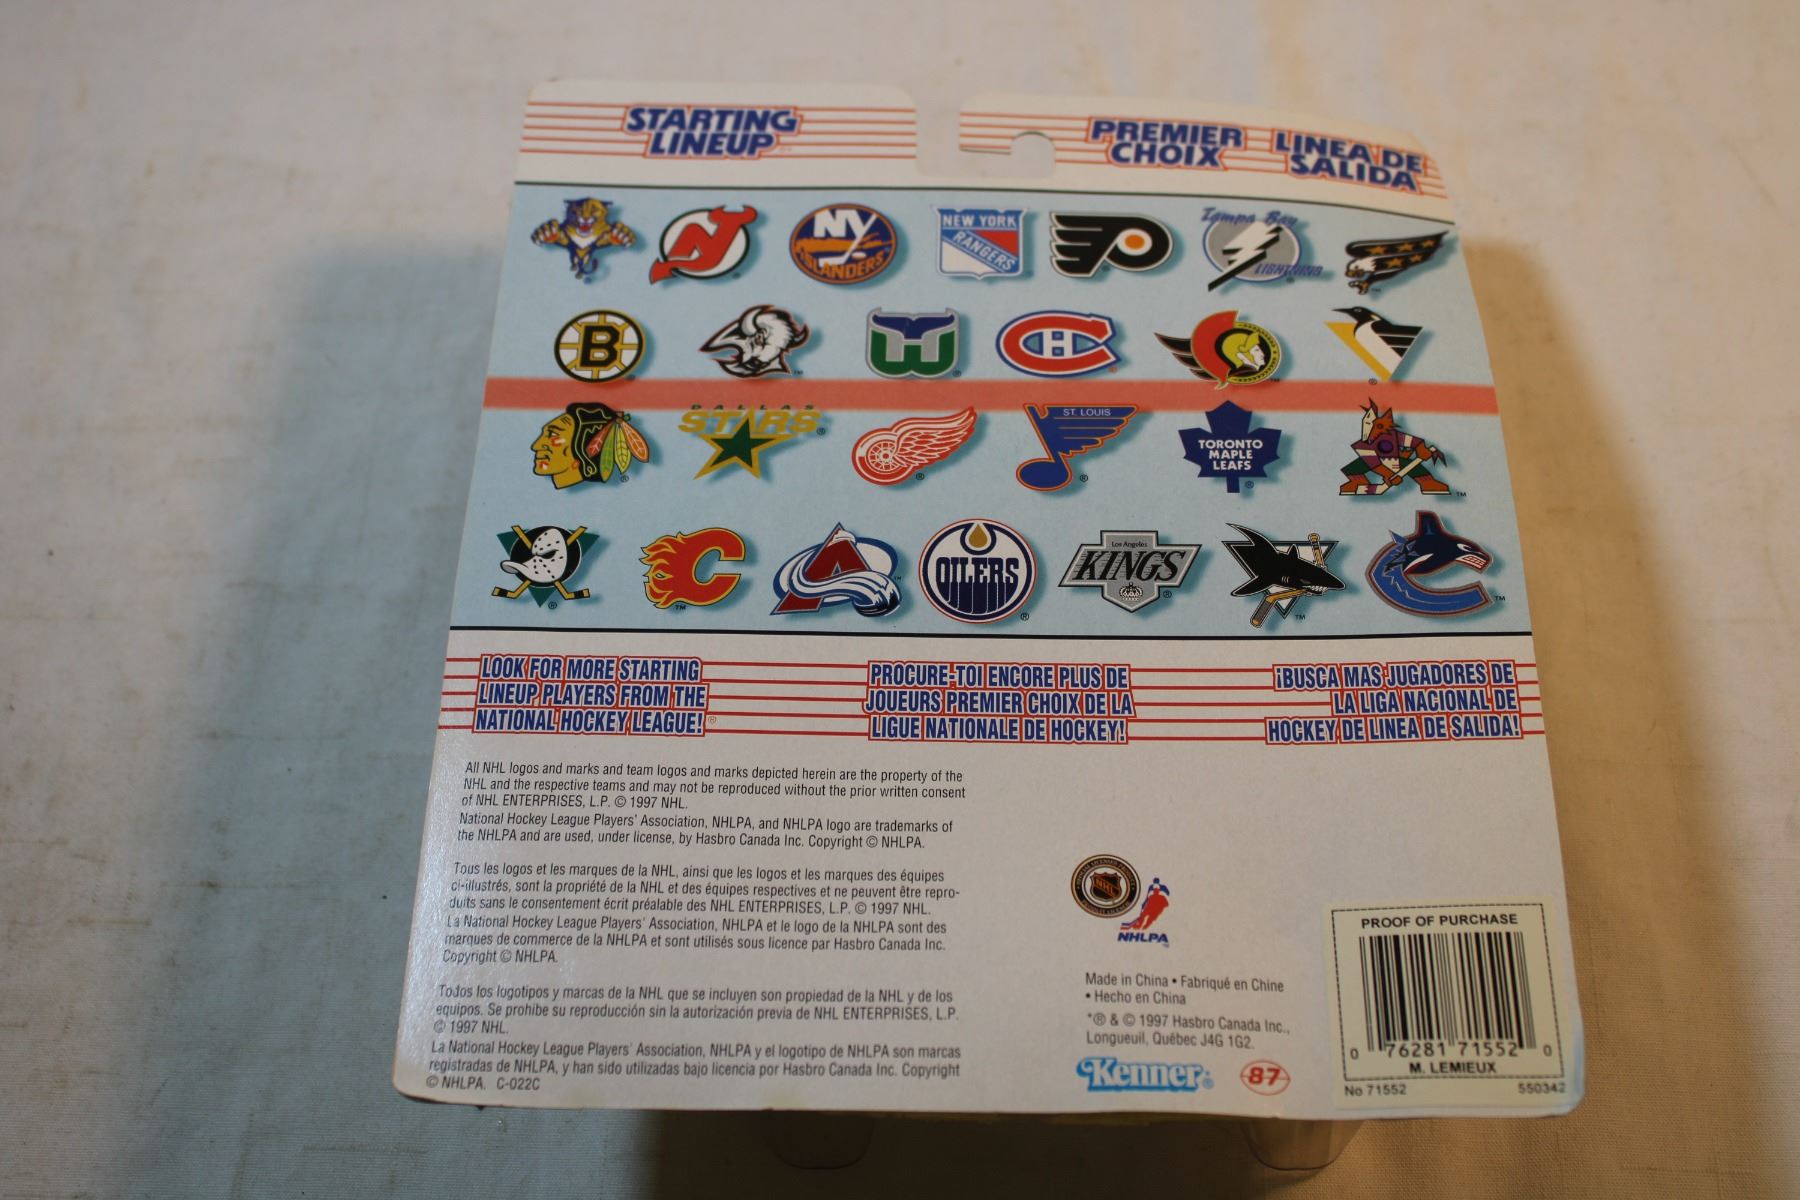 STARTING
LINEUP
PREMIER
CHOIX
LINEA DE
SALIDA
NY
ISLANDERS
NEW YORK
RANGERS
Tampa Bay
LIGHTNING
B
CH
DALLAS
STARS
ST. LOUIS
TORONTO
MAPLE
LEAFS
C
A
OILERS
Los Angeles
KINGS
LOOK FOR MORE STARTING
LINEUP PLAYERS FROM THE
NATIONAL HOCKEY LEAGUE!®
PROCURE-TOI ENCORE PLUS DE
JOUEURS PREMIER CHOIX DE LA
LIGUE NATIONALE DE HOCKEY!
¡BUSCA MAS JUGADORES DE
LA LIGA NACIONAL DE
HOCKEY DE LINEA DE SALIDA!
All NHL logos and marks and team logos and marks depicted herein are the property of the
NHL and the respective teams and may not be reproduced without the prior written consent
of NHL ENTERPRISES, L.P. © 1997 NHL.
National Hockey League Players' Association, NHLPA, and NHLPA logo are trademarks of
the NHLPA and are used, under license, by Hasbro Canada Inc. Copyright © NHLPA.
Tous les logos et les marques de la NHL, ainsi que les logos et les marques des équipes
ci-illustrés, sont la propriété de la NHL et des équipes respectives et ne peuvent être repro-
duits sans le consentement écrit préalable des NHL ENTERPRISES, L.P. © 1997 NHL.
La National Hockey League Players' Association, NHLPA et le logo de la NHLPA sont des
marques de commerce de la NHLPA et sont utilisés sous licence par Hasbro Canada Inc.
Copyright © NHLPA.
Todos los logotipos y marcas de la NHL que se incluyen son propiedad de la NHL y de los
equipos. Se prohibe su reproducción sin la autorización previa de NHL ENTERPRISES, L.P.
© 1997 NHL.
La National Hockey League Players' Association, NHLPA y el logotipo de NHLPA son marcas
registradas de NHLPA, y han sido utilizadas bajo licencia por Hasbro Canada Inc. Copyright
© NHLPA. C-022C
NHL
NHLPA
Made in China • Fabriqué en Chine
• Hecho en China
*® & © 1997 Hasbro Canada Inc.,
Longueuil, Québec J4G 1G2.
Kenner®
87
PROOF OF PURCHASE
0 76281 71552 0
M. LEMIEUX
No 71552 550342